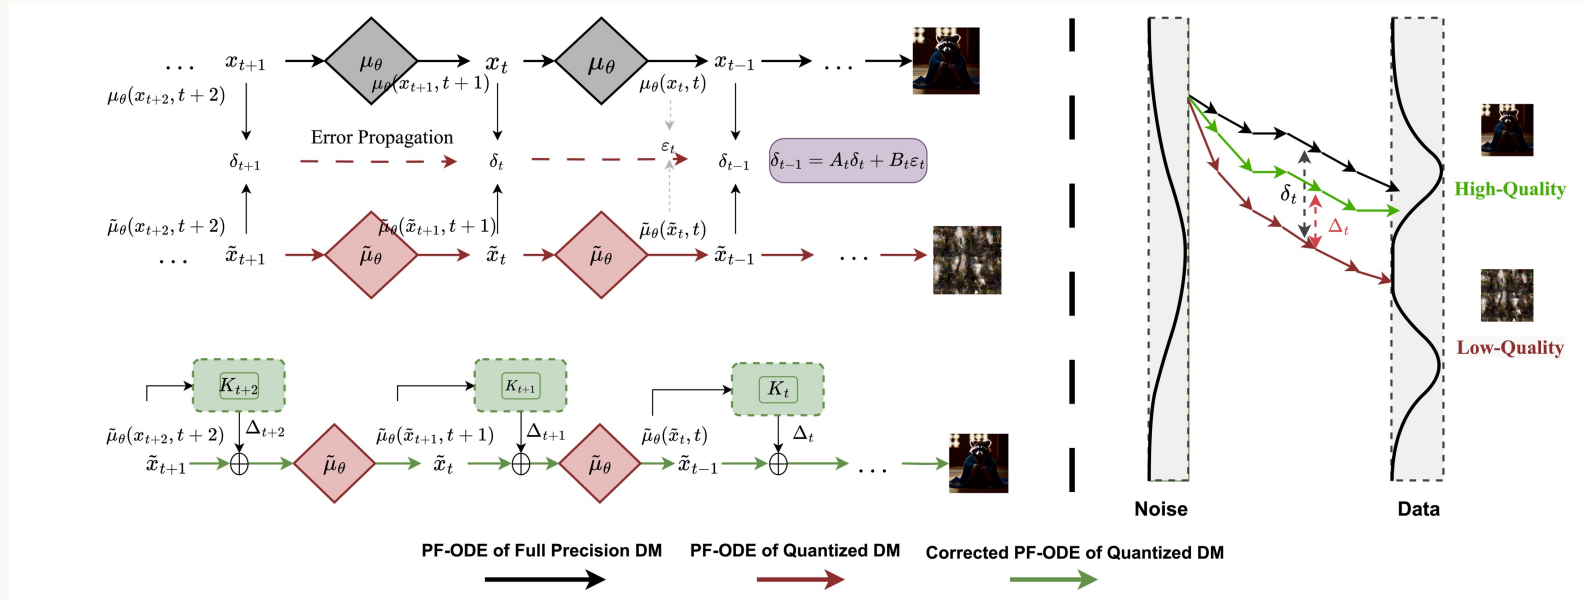 ... x_{t+1} μ_θ x_t μ_θ x_{t−1} ...
μ_θ(x_{t+2}, t + 2) μ_θ(x_{t+1}, t + 1) μ_θ(x_t, t)
Error Propagation
δ_{t+1} δ_t ε_t δ_{t−1} δ_{t−1} = A_tδ_t + B_tε_t
μ̃_θ(x_{t+2}, t + 2) μ̃_θ(x̃_{t+1}, t + 1) μ̃_θ(x̃_t, t)
... x̃_{t+1} μ̃_θ x̃_t μ̃_θ x̃_{t−1} ...
K_{t+2} K_{t+1} K_t
Δ_{t+2} Δ_{t+1} Δ_t
μ̃_θ(x_{t+2}, t + 2) μ̃_θ(x̃_{t+1}, t + 1) μ̃_θ(x̃_t, t)
x̃_{t+1} μ̃_θ x̃_t μ̃_θ x̃_{t−1} ...
δ_t
Δ_t
High-Quality
Low-Quality
Noise Data
PF-ODE of Full Precision DM PF-ODE of Quantized DM Corrected PF-ODE of Quantized DM